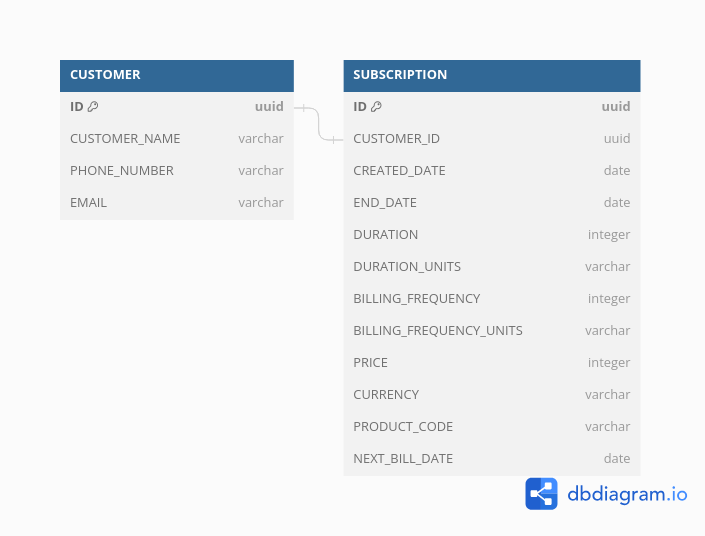 CUSTOMER
ID uuid
CUSTOMER_NAME varchar
PHONE_NUMBER varchar
EMAIL varchar
SUBSCRIPTION
ID uuid
CUSTOMER_ID uuid
CREATED_DATE date
END_DATE date
DURATION integer
DURATION_UNITS varchar
BILLING_FREQUENCY integer
BILLING_FREQUENCY_UNITS varchar
PRICE integer
CURRENCY varchar
PRODUCT_CODE varchar
NEXT_BILL_DATE date
dbdiagram.io